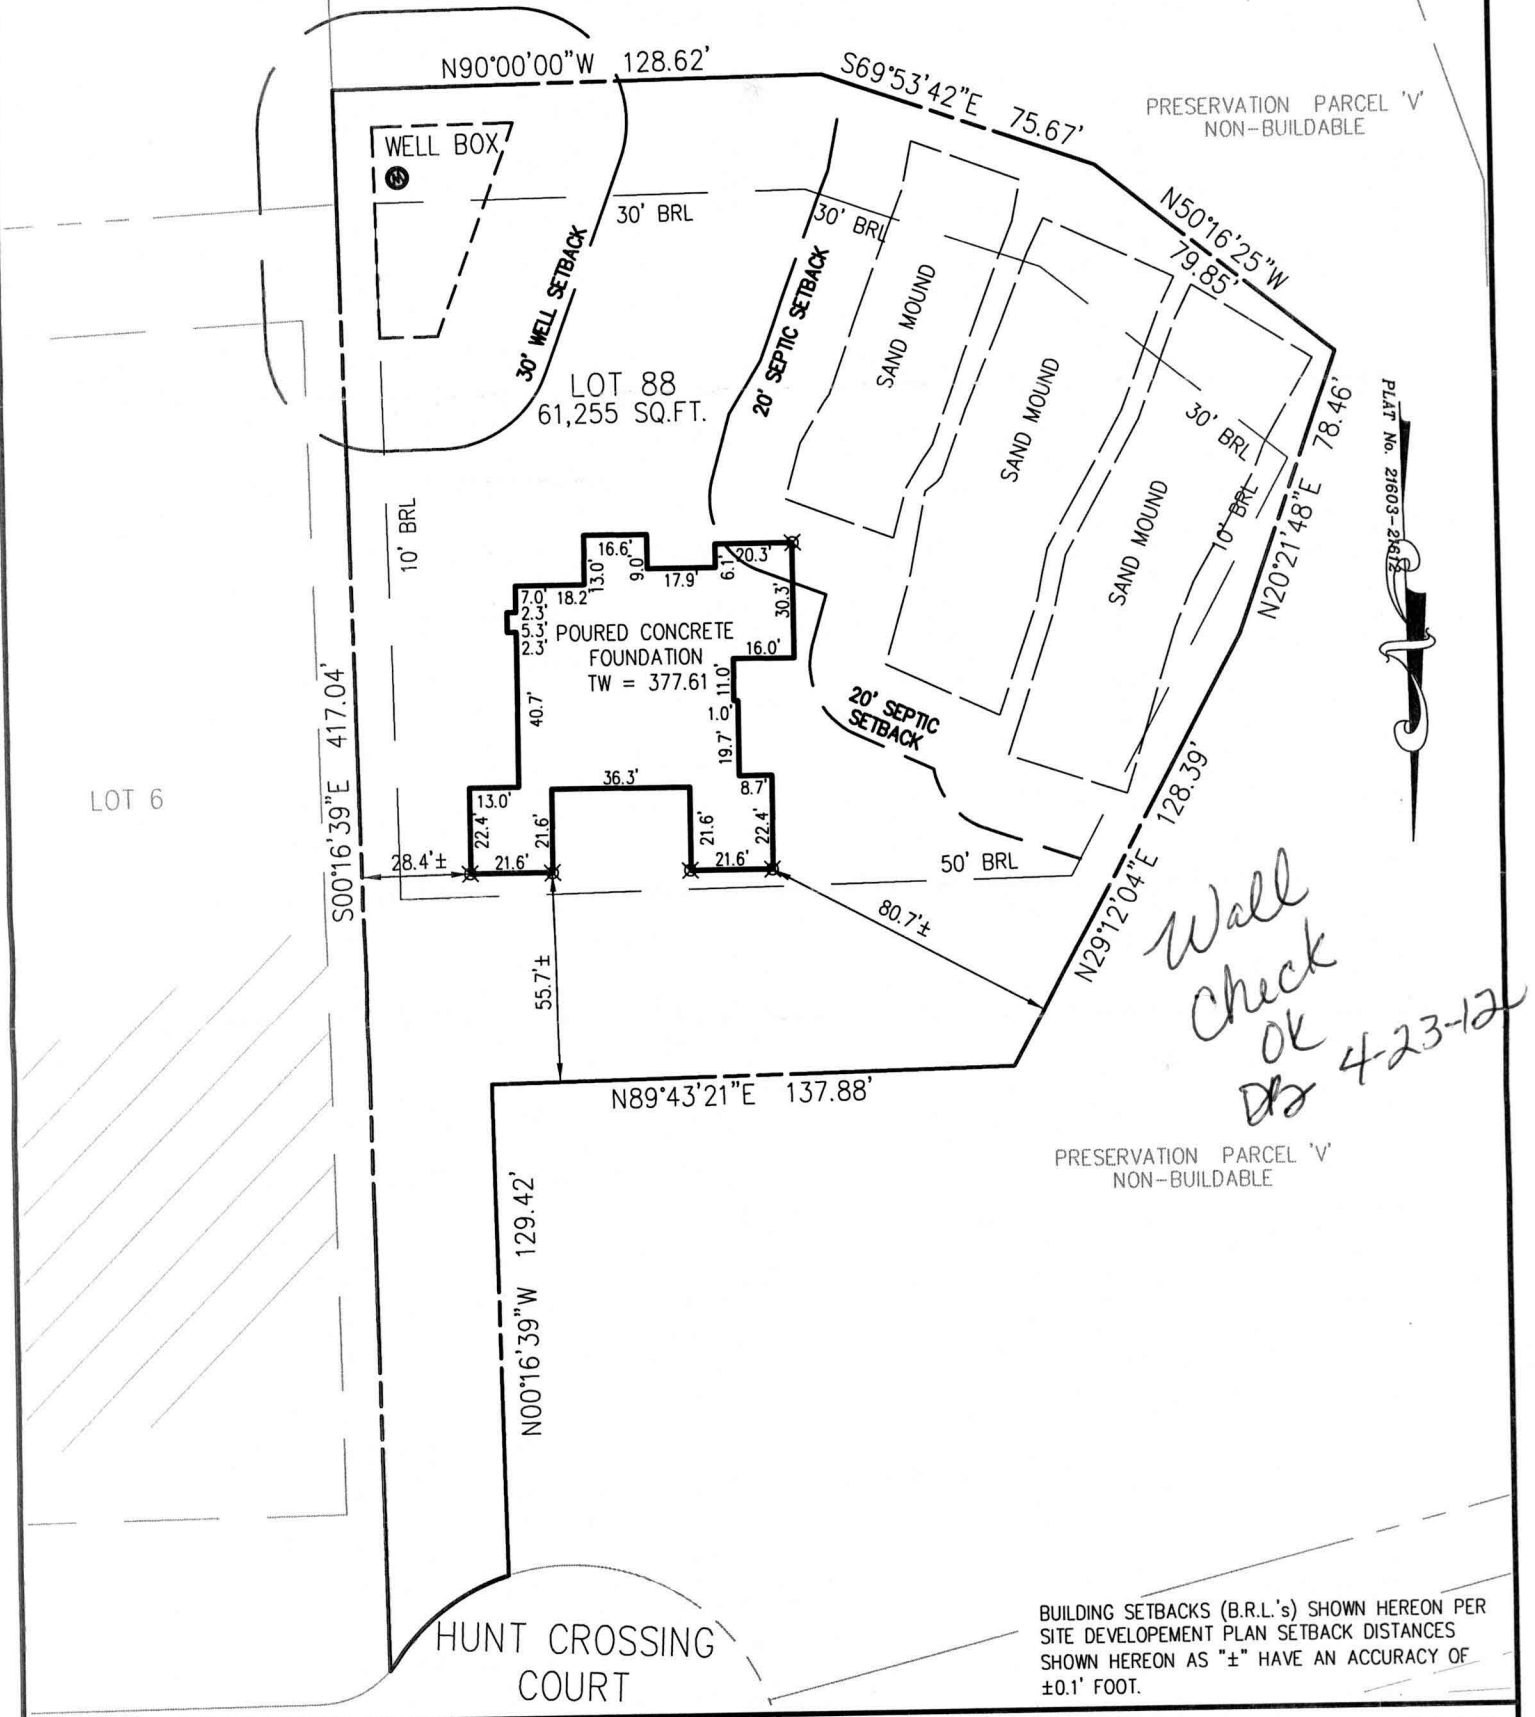 N90°00'00"W 128.62'
S69°53'42"E 75.67'
PRESERVATION PARCEL 'V'
NON-BUILDABLE
WELL BOX
W
30' BRL
30' BRL
N50°16'25"W
79.85'
30' WELL SETBACK
20' SEPTIC SETBACK
SAND MOUND
SAND MOUND
SAND MOUND
LOT 88
61,255 SQ.FT.
30' BRL
10' BRL
N20°21'48"E 78.46'
PLAT No. 21603-21612
10' BRL
16.6'
13.0'
9.0'
17.9'
6.1'
20.3'
30.3'
7.0'
18.2'
2.3'
5.3'
2.3'
POURED CONCRETE
FOUNDATION
TW = 377.61
16.0'
11.0'
1.0'
19.7'
40.7'
20' SEPTIC
SETBACK
36.3'
8.7'
13.0'
22.4'
21.6'
21.6'
22.4'
21.6'
21.6'
28.4'±
50' BRL
80.7'±
55.7'±
LOT 6
S00°16'39"E 417.04'
N29°12'04"E 128.39'
Wall
Check
OK
DB 4-23-12
N89°43'21"E 137.88'
PRESERVATION PARCEL 'V'
NON-BUILDABLE
N00°16'39"W 129.42'
HUNT CROSSING
COURT
BUILDING SETBACKS (B.R.L.'s) SHOWN HEREON PER
SITE DEVELOPEMENT PLAN SETBACK DISTANCES
SHOWN HEREON AS "±" HAVE AN ACCURACY OF
±0.1' FOOT.